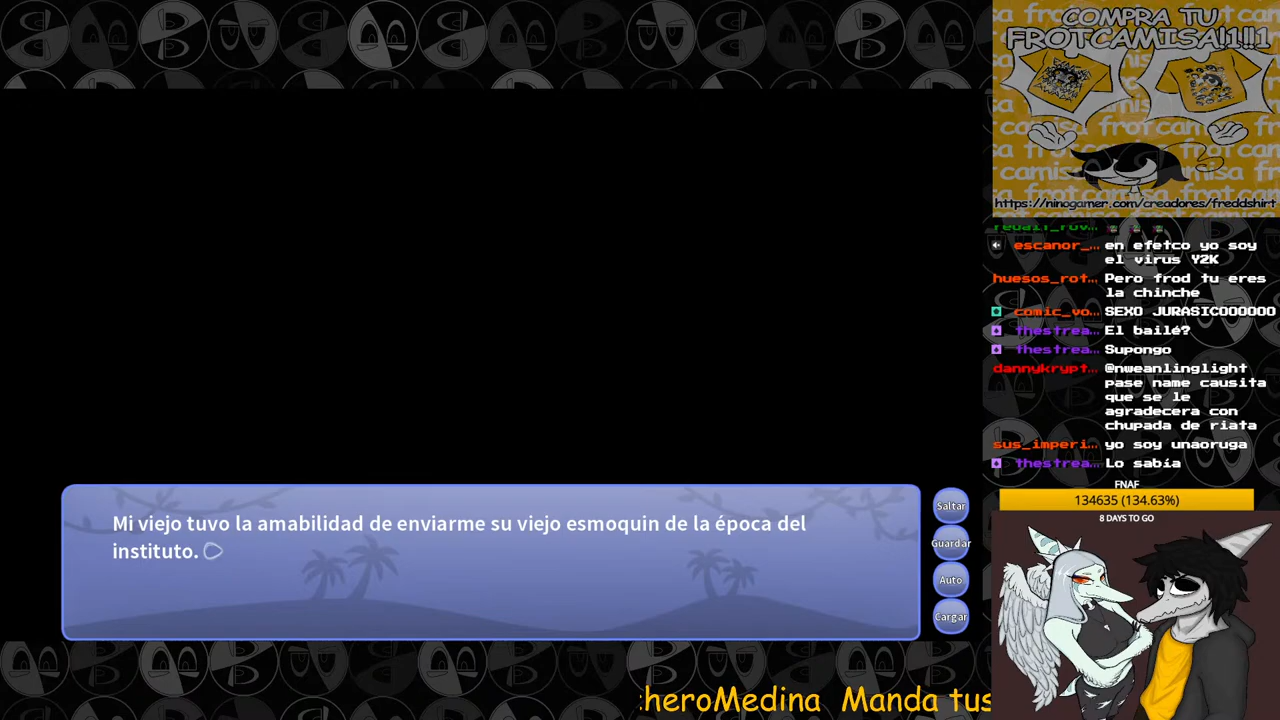 COMPRA TU
FROTCAMISA!1!!1
https://ninogamer.com/creadores/freddshirt
escanor_... en efetco yo soy
el virus Y2K
huesos_rot... Pero frod tu eres
la chinche
comic_vo... SEXO JURASICOOOOOO
thestrea... El bailé?
thestrea... Supongo
dannykrypt... @nweanlinglight
pase name causita
que se le
agradecera con
chupada de riata
sus_imperi... yo soy unaoruga
thestrea... Lo sabía
FNAF
134635 (134.63%)
8 DAYS TO GO
Mi viejo tuvo la amabilidad de enviarme su viejo esmoquin de la época del
instituto.
Saltar
Guardar
Auto
Cargar
:heroMedina Manda tus